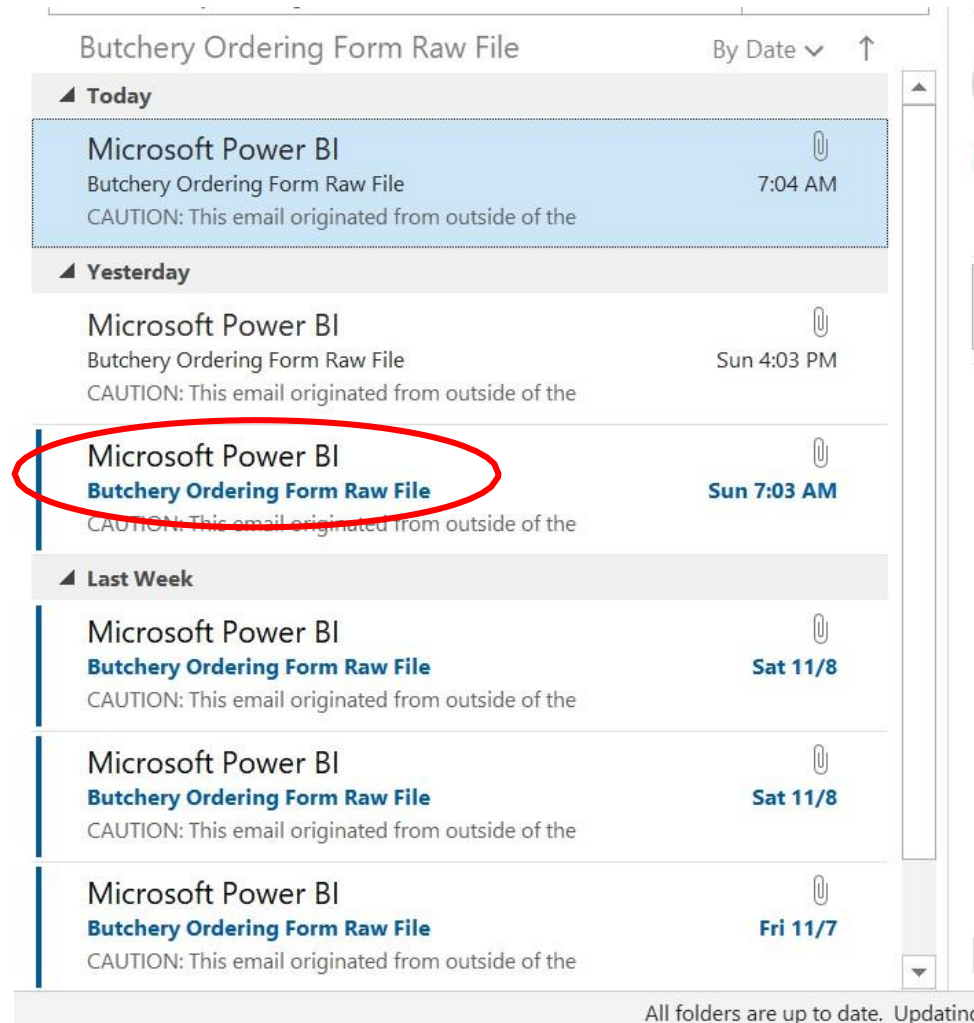 Butchery Ordering Form Raw File By Date
Today
Microsoft Power BI
Butchery Ordering Form Raw File 7:04 AM
CAUTION: This email originated from outside of the
Yesterday
Microsoft Power BI
Butchery Ordering Form Raw File Sun 4:03 PM
CAUTION: This email originated from outside of the
Microsoft Power BI
Butchery Ordering Form Raw File Sun 7:03 AM
CAUTION: This email originated from outside of the
Last Week
Microsoft Power BI
Butchery Ordering Form Raw File Sat 11/8
CAUTION: This email originated from outside of the
Microsoft Power BI
Butchery Ordering Form Raw File Sat 11/8
CAUTION: This email originated from outside of the
Microsoft Power BI
Butchery Ordering Form Raw File Fri 11/7
CAUTION: This email originated from outside of the
All folders are up to date. Updating